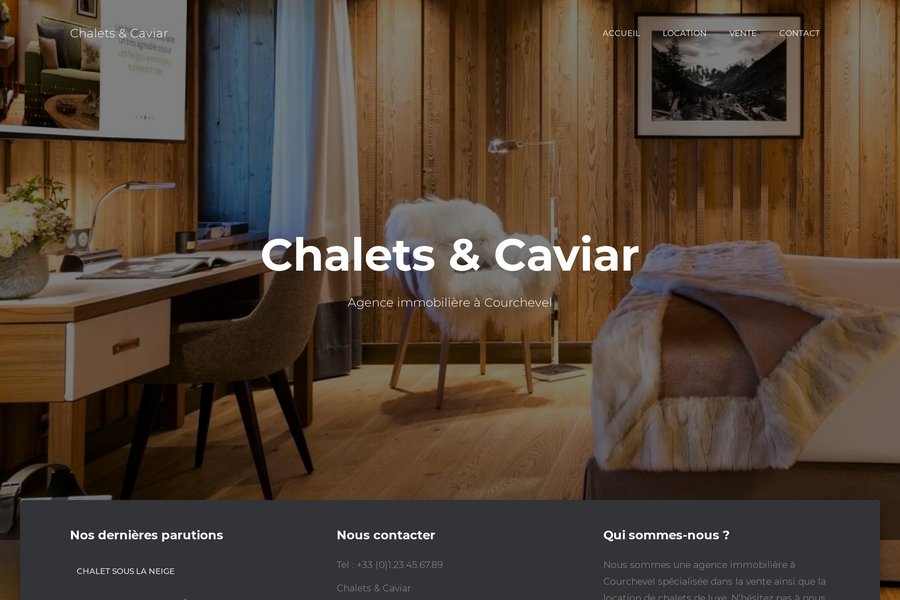 Chalets & Caviar
ACCUEIL LOCATION VENTE CONTACT
Chalets & Caviar
Agence immobilière à Courchevel
Nos dernières parutions
CHALET SOUS LA NEIGE
Nous contacter
Tel : +33 (0)1.23.45.67.89
Chalets & Caviar
Qui sommes-nous ?
Nous sommes une agence immobilière à
Courchevel spécialisée dans la vente ainsi que la
location de chalets de luxe. N'hésitez pas à nous